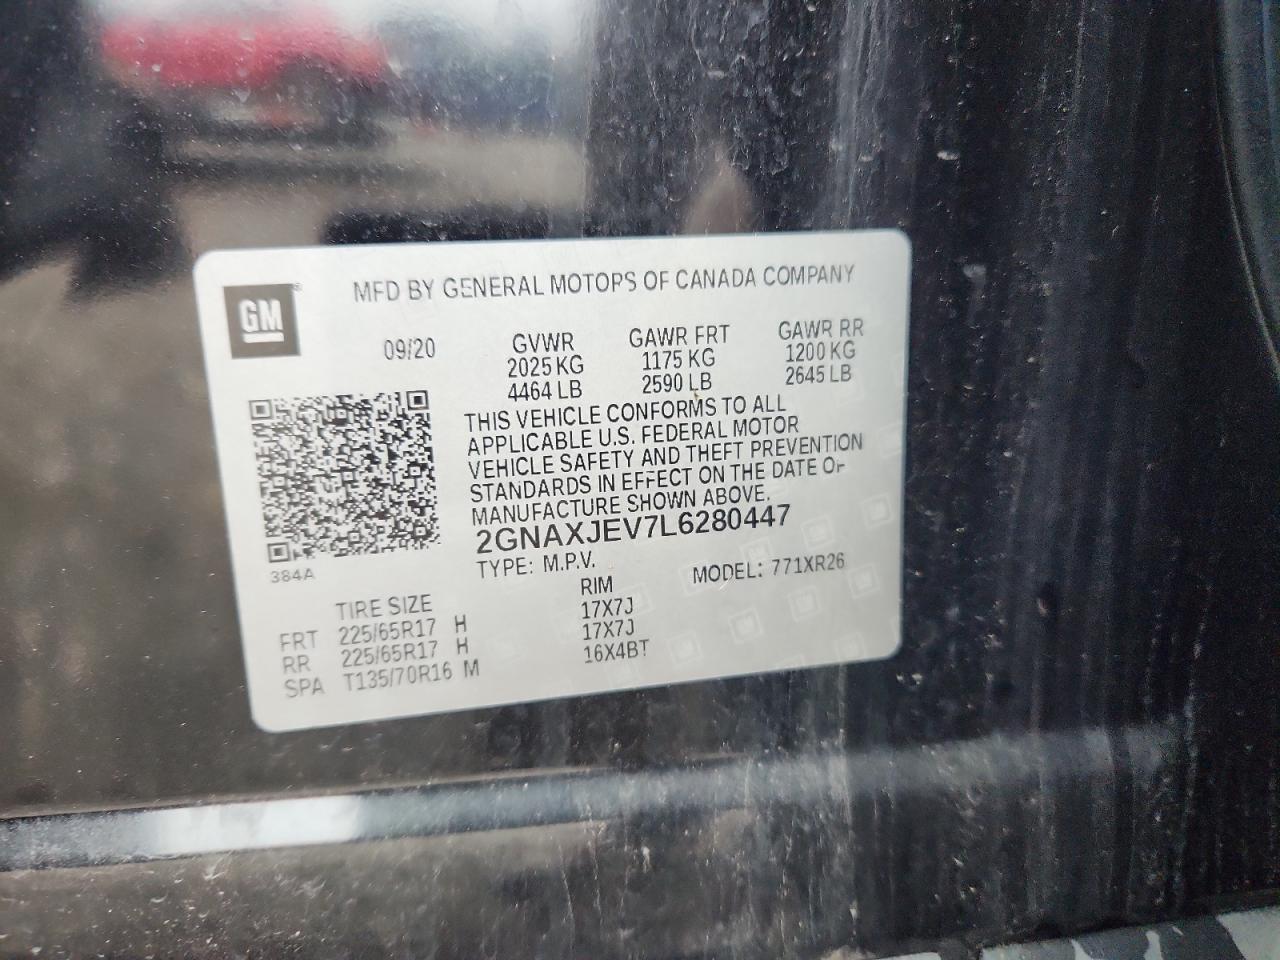 GM
MFD BY GENERAL MOTORS OF CANADA COMPANY
09/20
GVWR GAWR FRT GAWR RR
2025 KG 1175 KG 1200 KG
4464 LB 2590 LB 2645 LB
THIS VEHICLE CONFORMS TO ALL
APPLICABLE U.S. FEDERAL MOTOR
VEHICLE SAFETY AND THEFT PREVENTION
STANDARDS IN EFFECT ON THE DATE OF
MANUFACTURE SHOWN ABOVE.
2GNAXJEV7L6280447
384A
TYPE: M.P.V. MODEL: 771XR26
TIRE SIZE RIM
FRT 225/65R17 H 17X7J
RR 225/65R17 H 17X7J
SPA T135/70R16 M 16X4BT